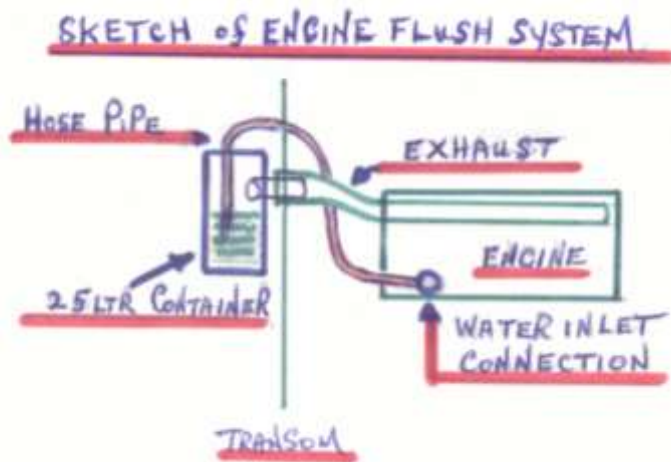 SKETCH of ENGINE FLUSH SYSTEM
HOSE PIPE
EXHAUST
ENGINE
25LTR CONTAINER
WATER INLET
CONNECTION
TRANSOM